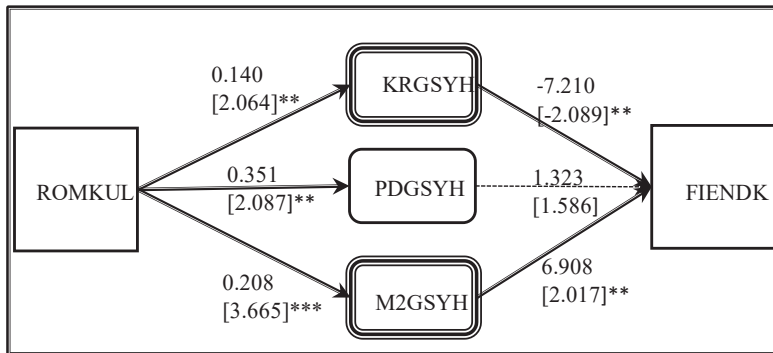 0.140
[2.064]**
KRGSYH
-7.210
[-2.089]**
ROMKUL
0.351
[2.087]**
PDGSYH
1.323
[1.586]
FIENDK
0.208
[3.665]***
M2GSYH
6.908
[2.017]**